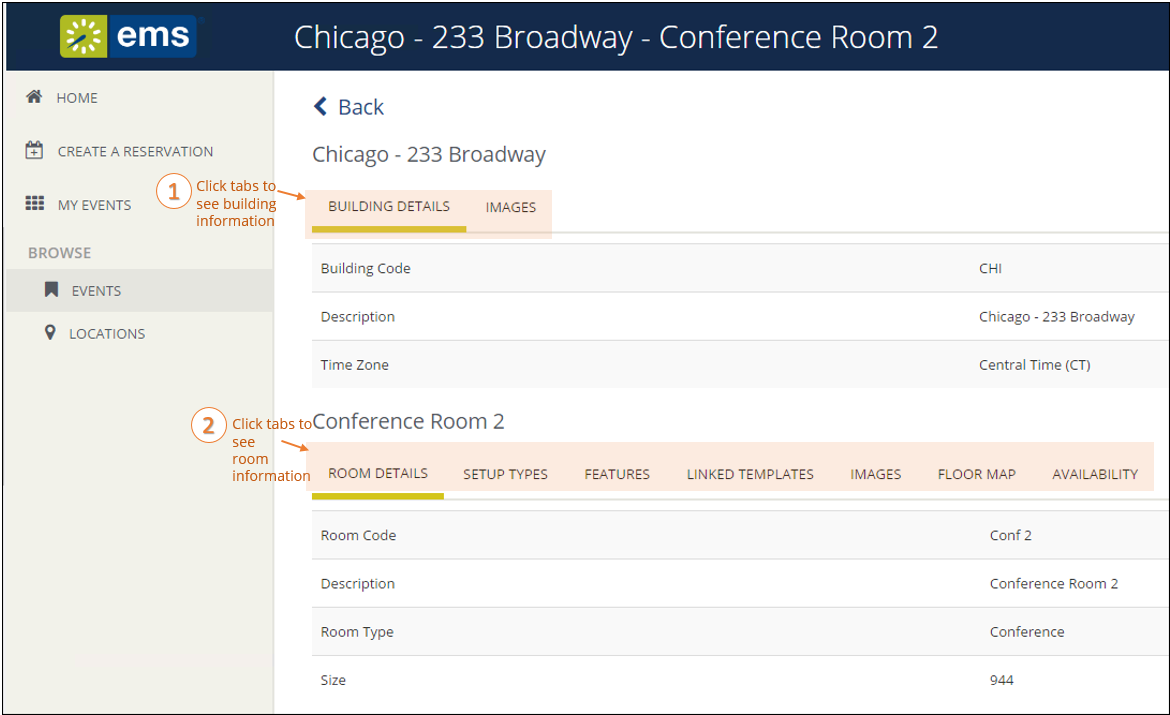 ems
Chicago - 233 Broadway - Conference Room 2
HOME
CREATE A RESERVATION
MY EVENTS
BROWSE
EVENTS
LOCATIONS
Back
Chicago - 233 Broadway
1
Click tabs to
see building
information
BUILDING DETAILS IMAGES
Building Code CHI
Description Chicago - 233 Broadway
Time Zone Central Time (CT)
2
Click tabs to
see
room
information
Conference Room 2
ROOM DETAILS SETUP TYPES FEATURES LINKED TEMPLATES IMAGES FLOOR MAP AVAILABILITY
Room Code Conf 2
Description Conference Room 2
Room Type Conference
Size 944